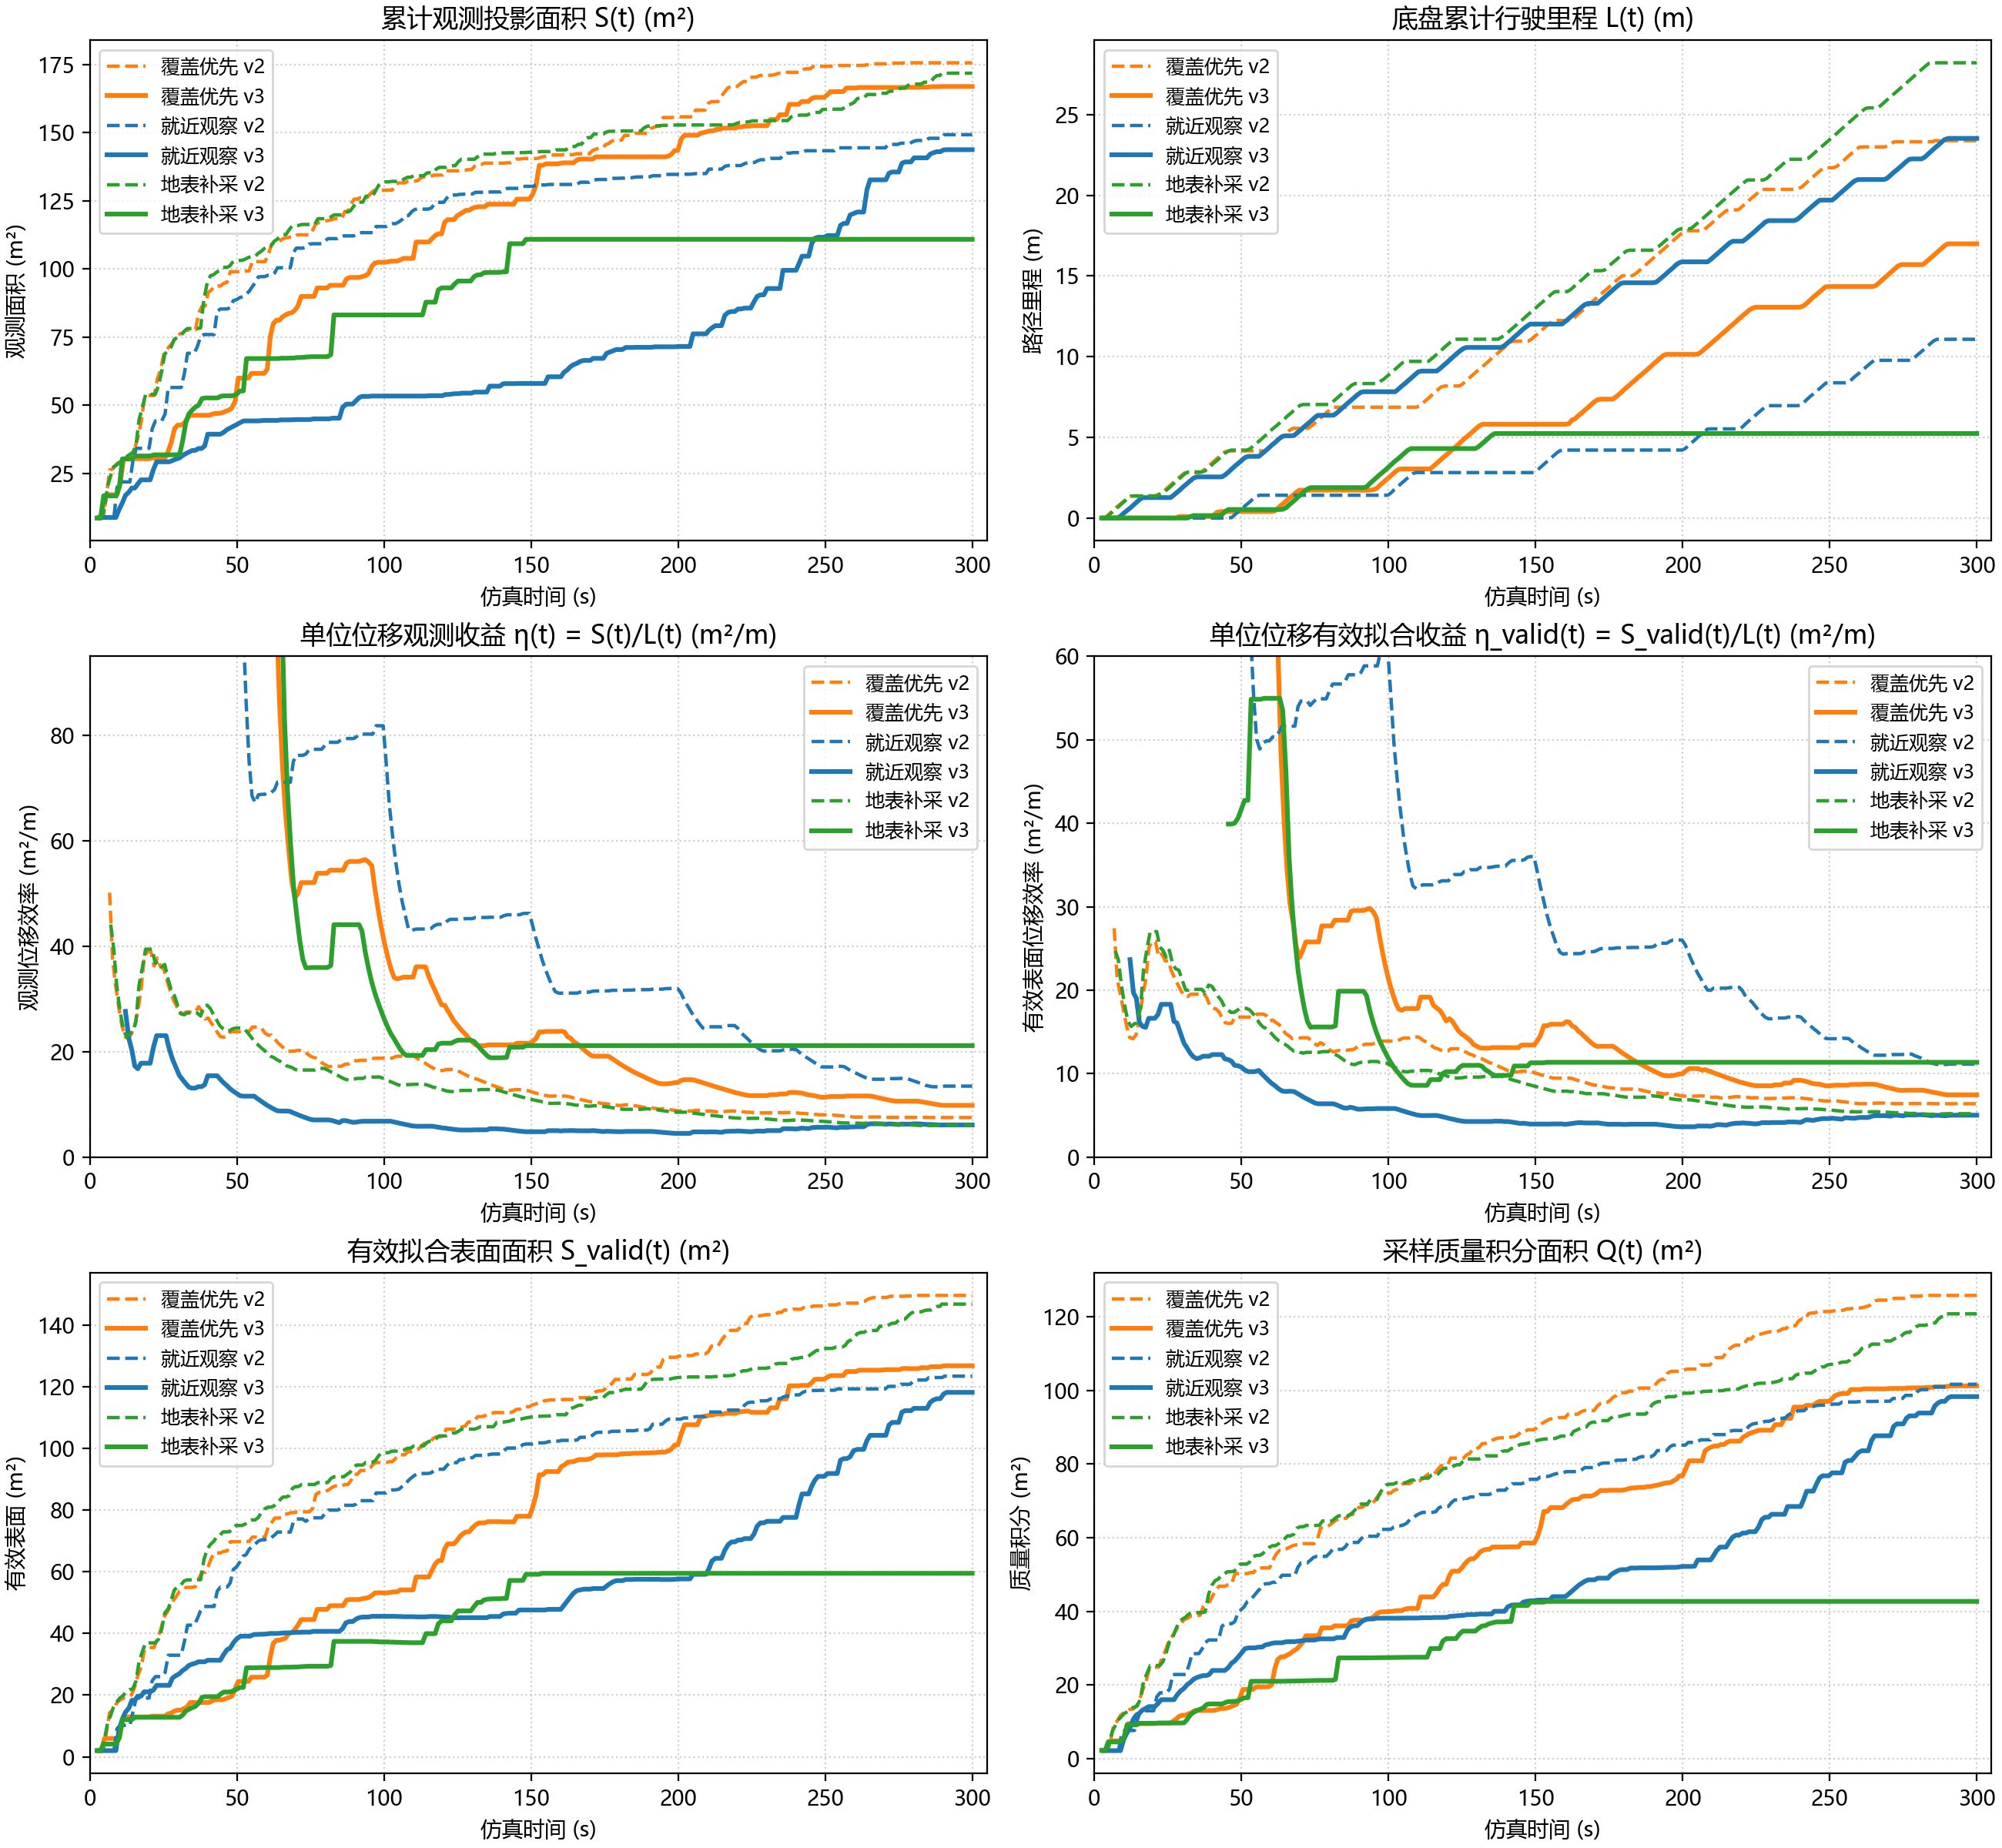 累计观测投影面积 S(t) (m²)
观测面积 (m²)
175
150
125
100
75
50
25
覆盖优先 v2
覆盖优先 v3
就近观察 v2
就近观察 v3
地表补采 v2
地表补采 v3
0 50 100 150 200 250 300
仿真时间 (s)
底盘累计行驶里程 L(t) (m)
路径里程 (m)
25
20
15
10
5
0
覆盖优先 v2
覆盖优先 v3
就近观察 v2
就近观察 v3
地表补采 v2
地表补采 v3
0 50 100 150 200 250 300
仿真时间 (s)
单位位移观测收益 η(t) = S(t)/L(t) (m²/m)
观测位移效率 (m²/m)
80
60
40
20
0
覆盖优先 v2
覆盖优先 v3
就近观察 v2
就近观察 v3
地表补采 v2
地表补采 v3
0 50 100 150 200 250 300
仿真时间 (s)
单位位移有效拟合收益 η_valid(t) = S_valid(t)/L(t) (m²/m)
有效表面位移效率 (m²/m)
60
50
40
30
20
10
0
覆盖优先 v2
覆盖优先 v3
就近观察 v2
就近观察 v3
地表补采 v2
地表补采 v3
0 50 100 150 200 250 300
仿真时间 (s)
有效拟合表面面积 S_valid(t) (m²)
有效表面 (m²)
140
120
100
80
60
40
20
0
覆盖优先 v2
覆盖优先 v3
就近观察 v2
就近观察 v3
地表补采 v2
地表补采 v3
0 50 100 150 200 250 300
仿真时间 (s)
采样质量积分面积 Q(t) (m²)
质量积分 (m²)
120
100
80
60
40
20
0
覆盖优先 v2
覆盖优先 v3
就近观察 v2
就近观察 v3
地表补采 v2
地表补采 v3
0 50 100 150 200 250 300
仿真时间 (s)